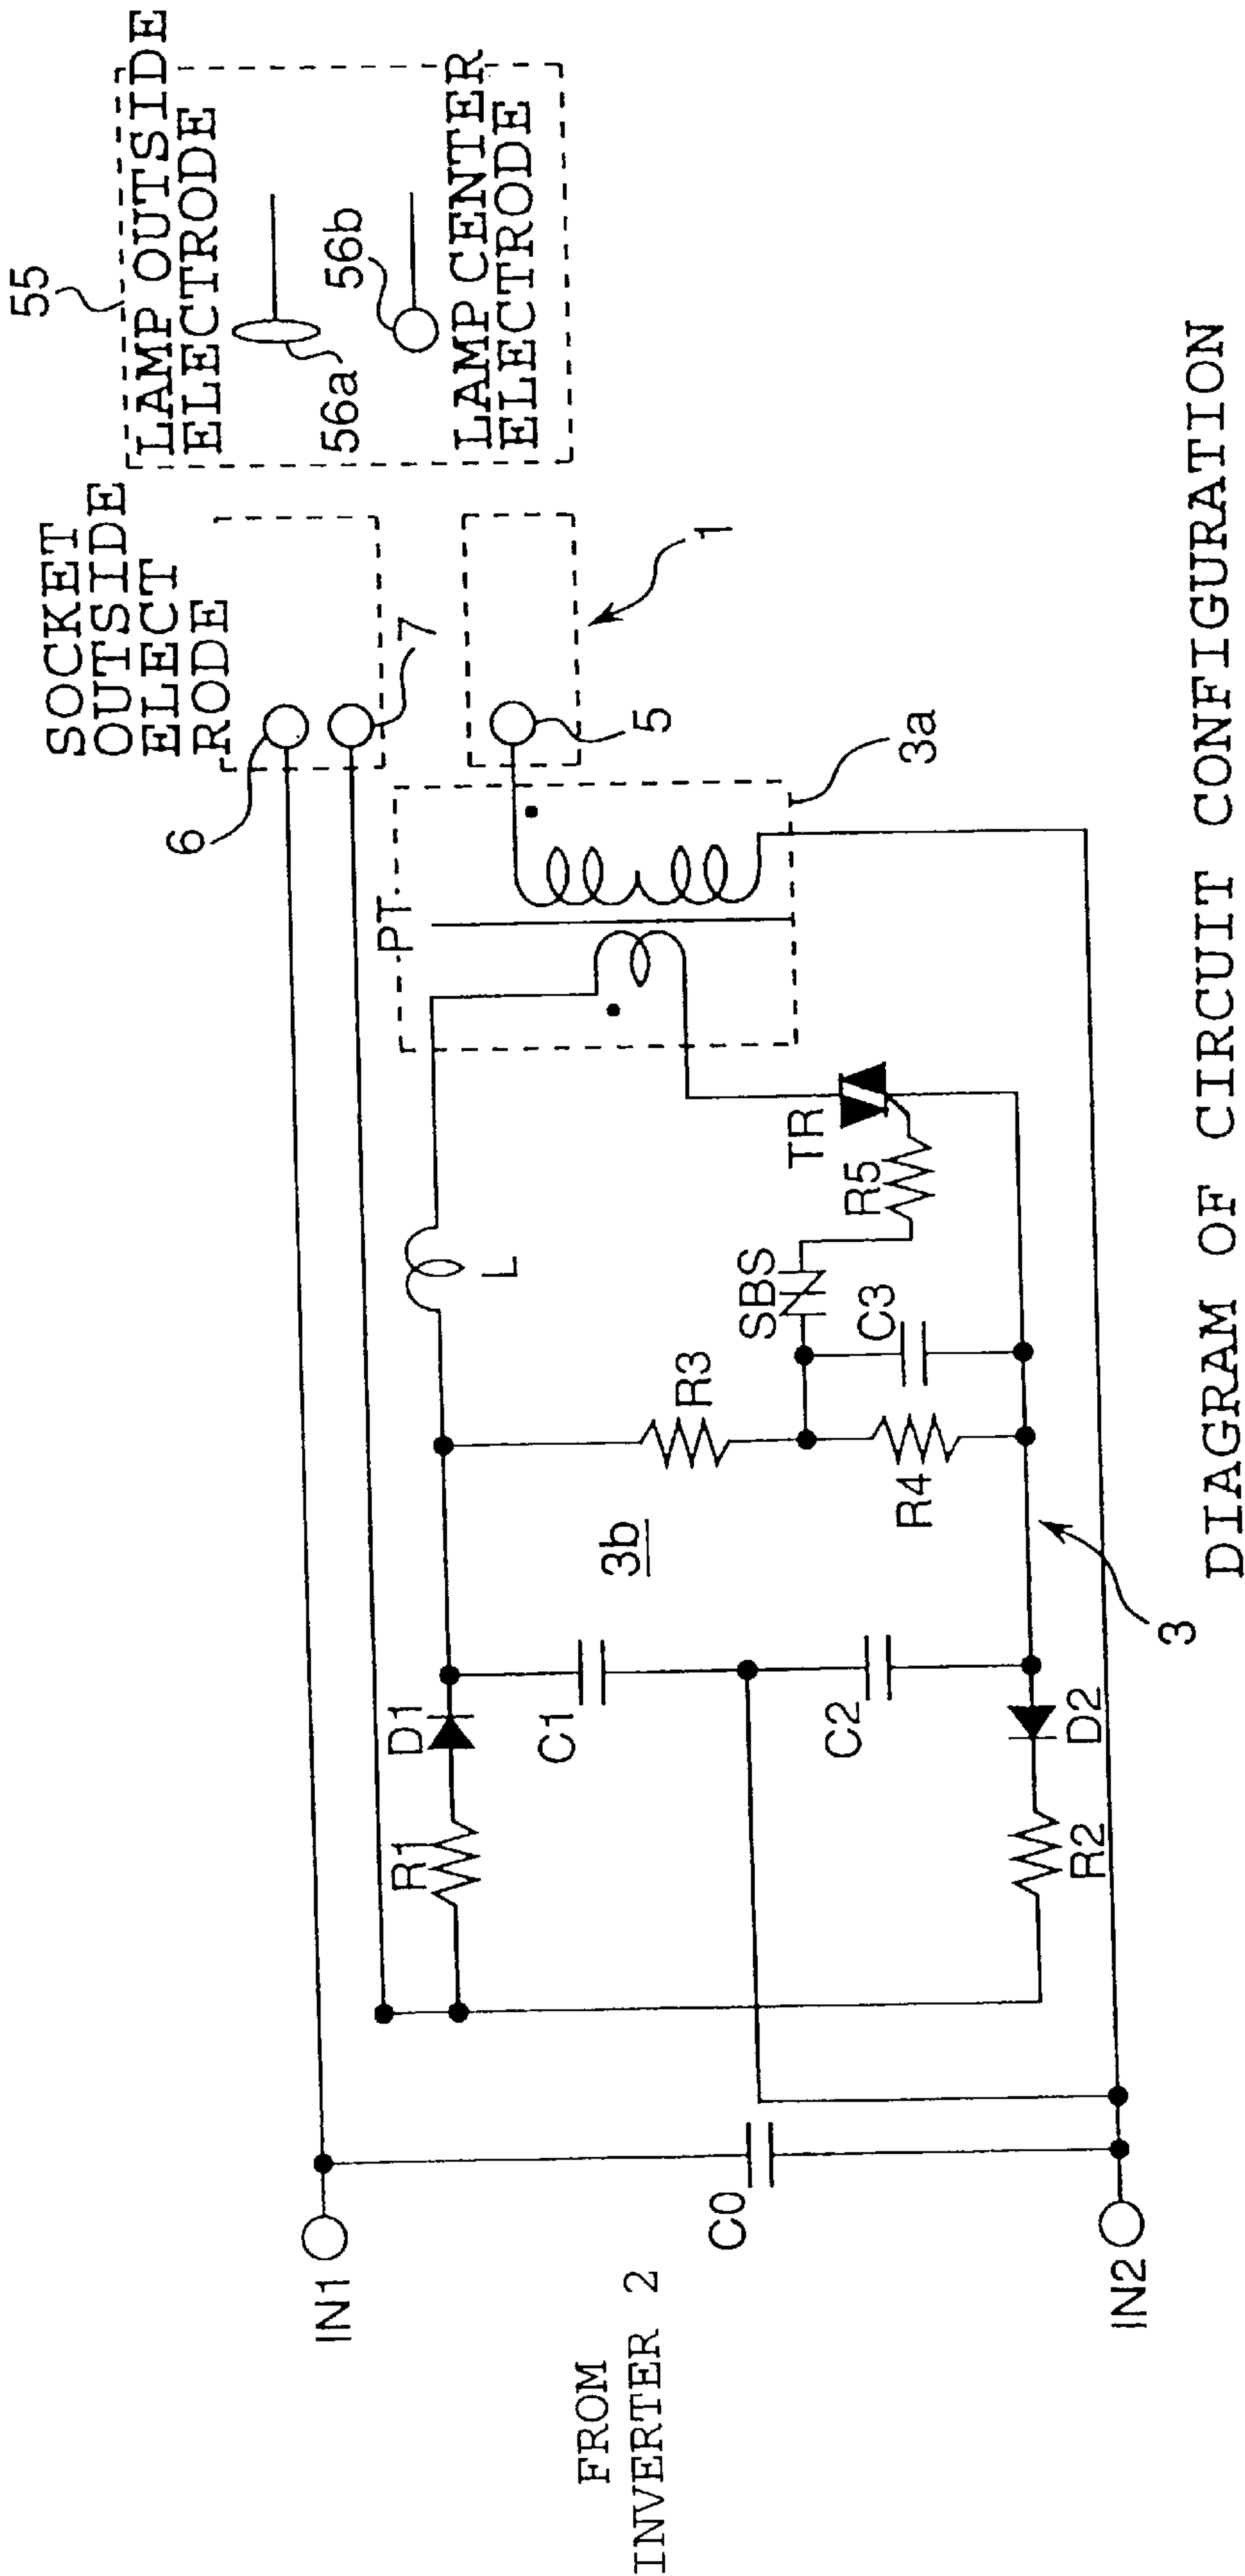 55
LAMP OUTSIDE
ELECTRODE
56a
56b
LAMP CENTER
ELECTRODE
SOCKET
OUTSIDE
ELECT
RODE
6
7
5
1
PT
3a
L
TR
R5
SBS
C3
R3
R4
3b
3
D1
C1
C2
D2
R1
R2
C0
IN1
IN2
FROM
INVERTER 2
DIAGRAM OF CIRCUIT CONFIGURATION